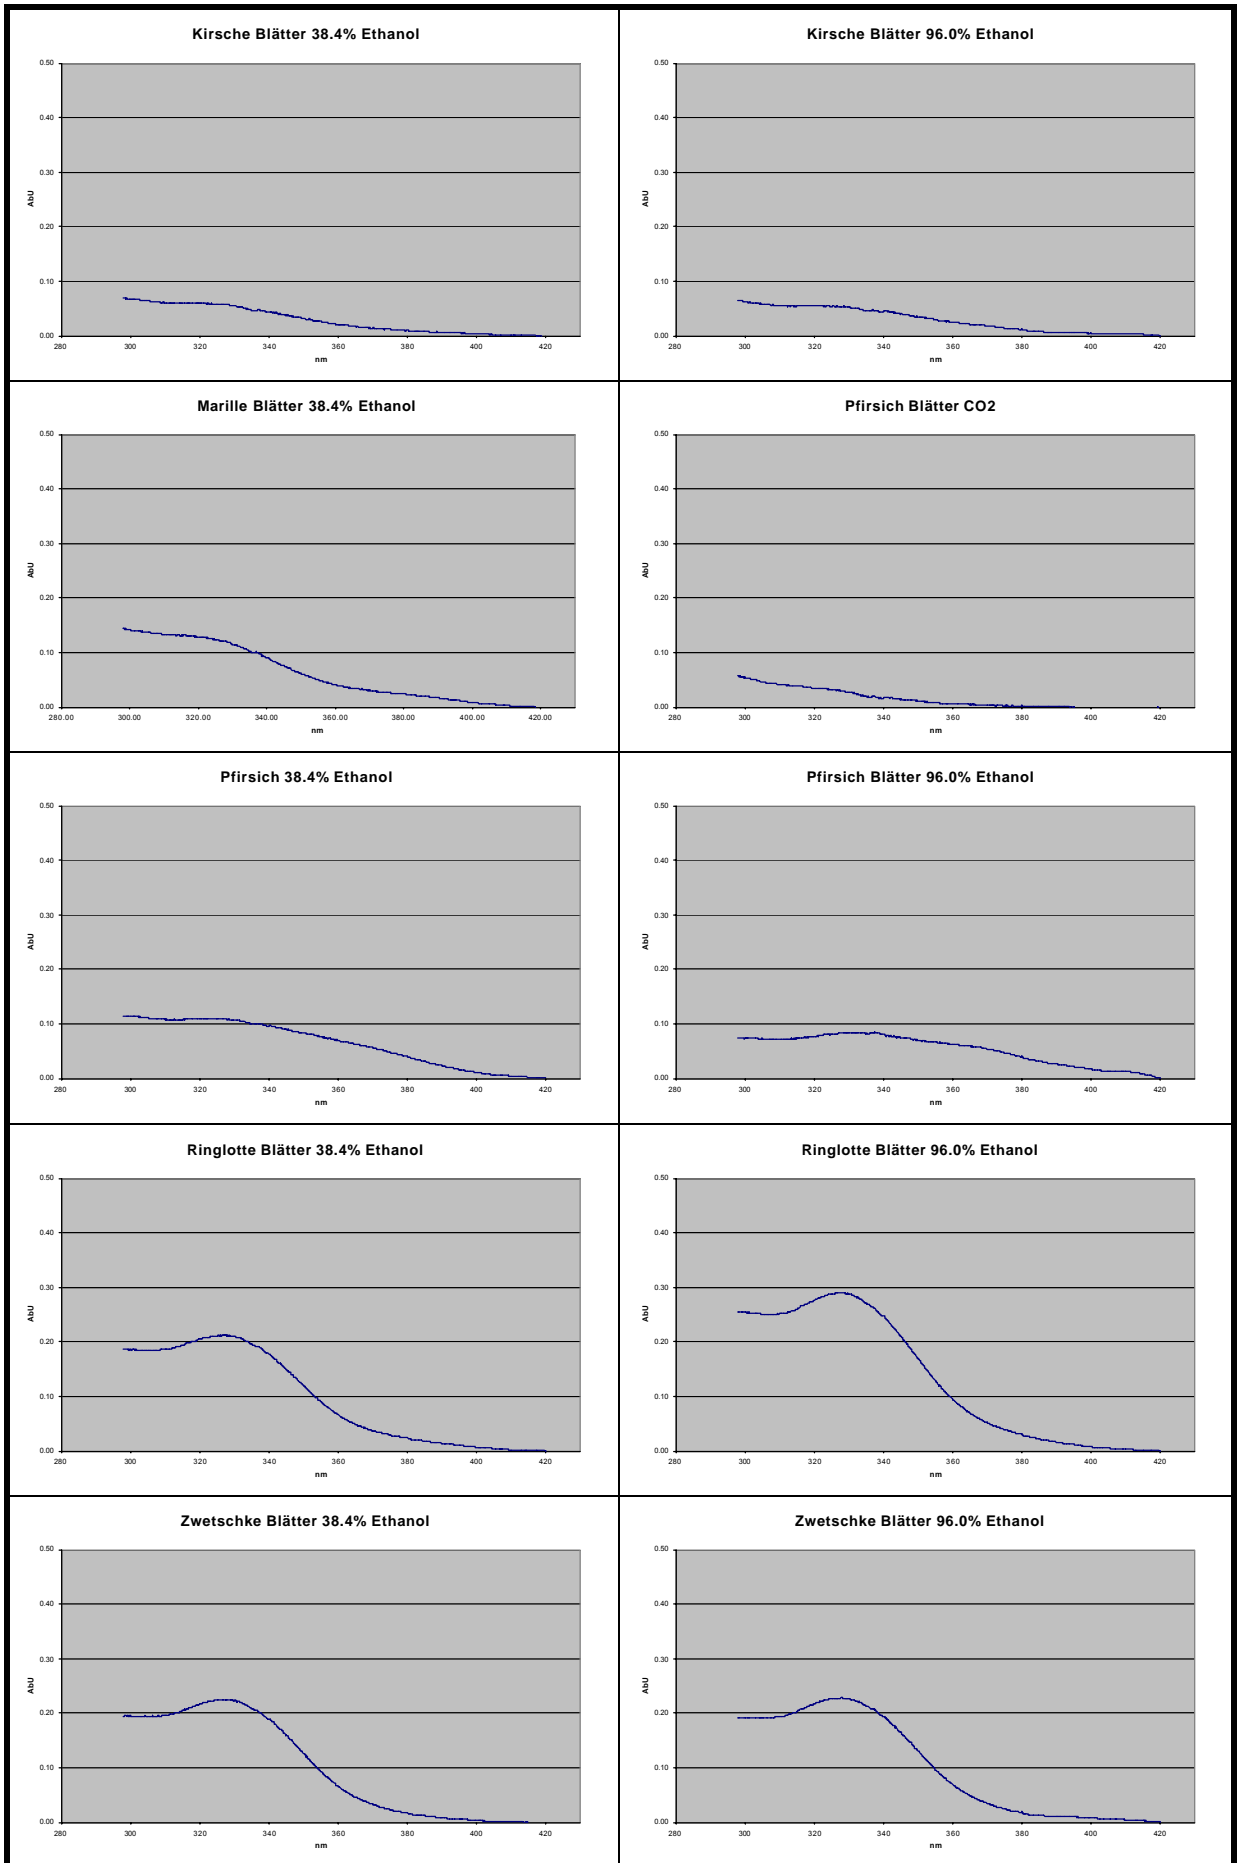 Kirsche Blätter 38.4% Ethanol
0.50
0.40
0.30
0.20
0.10
0.00
AbU
280 300 320 340 360 380 400 420
nm
Kirsche Blätter 96.0% Ethanol
0.50
0.40
0.30
0.20
0.10
0.00
AbU
280 300 320 340 360 380 400 420
nm
Marille Blätter 38.4% Ethanol
0.50
0.40
0.30
0.20
0.10
0.00
AbU
280.00 300.00 320.00 340.00 360.00 380.00 400.00 420.00
nm
Pfirsich Blätter CO2
0.50
0.40
0.30
0.20
0.10
0.00
AbU
280 300 320 340 360 380 400 420
nm
Pfirsich 38.4% Ethanol
0.50
0.40
0.30
0.20
0.10
0.00
AbU
280 300 320 340 360 380 400 420
nm
Pfirsich Blätter 96.0% Ethanol
0.50
0.40
0.30
0.20
0.10
0.00
AbU
280 300 320 340 360 380 400 420
nm
Ringlotte Blätter 38.4% Ethanol
0.50
0.40
0.30
0.20
0.10
0.00
AbU
280 300 320 340 360 380 400 420
nm
Ringlotte Blätter 96.0% Ethanol
0.50
0.40
0.30
0.20
0.10
0.00
AbU
280 300 320 340 360 380 400 420
nm
Zwetschke Blätter 38.4% Ethanol
0.50
0.40
0.30
0.20
0.10
0.00
AbU
280 300 320 340 360 380 400 420
nm
Zwetschke Blätter 96.0% Ethanol
0.50
0.40
0.30
0.20
0.10
0.00
AbU
280 300 320 340 360 380 400 420
nm